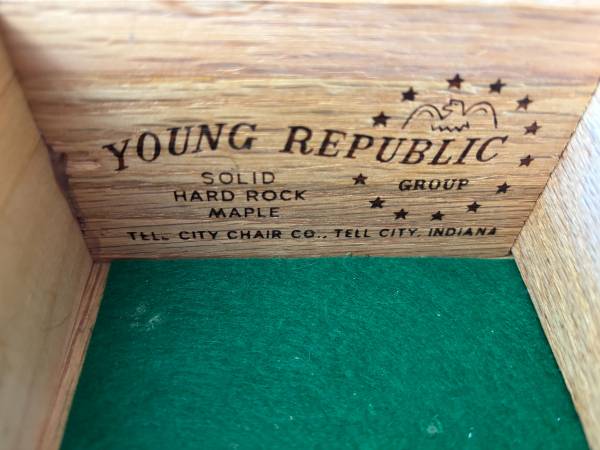 YOUNG REPUBLIC
GROUP
SOLID
HARD ROCK
MAPLE
TELL CITY CHAIR CO., TELL CITY, INDIANA